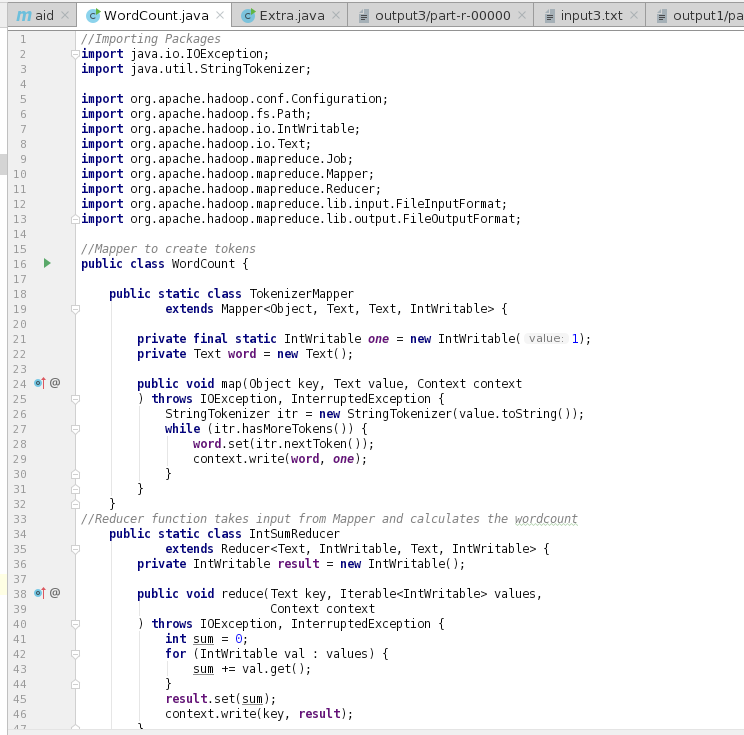 aid WordCount.java Extra.java output3/part-r-00000 input3.txt output1/pa
1 //Importing Packages
2 import java.io.IOException;
3 import java.util.StringTokenizer;
4
5 import org.apache.hadoop.conf.Configuration;
6 import org.apache.hadoop.fs.Path;
7 import org.apache.hadoop.io.IntWritable;
8 import org.apache.hadoop.io.Text;
9 import org.apache.hadoop.mapreduce.Job;
10 import org.apache.hadoop.mapreduce.Mapper;
11 import org.apache.hadoop.mapreduce.Reducer;
12 import org.apache.hadoop.mapreduce.lib.input.FileInputFormat;
13 import org.apache.hadoop.mapreduce.lib.output.FileOutputFormat;
14
15 //Mapper to create tokens
16 public class WordCount {
17
18 public static class TokenizerMapper
19 extends Mapper<Object, Text, Text, IntWritable> {
20
21 private final static IntWritable one = new IntWritable( value: 1);
22 private Text word = new Text();
23
24 @ public void map(Object key, Text value, Context context
25 ) throws IOException, InterruptedException {
26 StringTokenizer itr = new StringTokenizer(value.toString());
27 while (itr.hasMoreTokens()) {
28 word.set(itr.nextToken());
29 context.write(word, one);
30 }
31 }
32 }
33 //Reducer function takes input from Mapper and calculates the wordcount
34 public static class IntSumReducer
35 extends Reducer<Text, IntWritable, Text, IntWritable> {
36 private IntWritable result = new IntWritable();
37
38 @ public void reduce(Text key, Iterable<IntWritable> values,
39 Context context
40 ) throws IOException, InterruptedException {
41 int sum = 0;
42 for (IntWritable val : values) {
43 sum += val.get();
44 }
45 result.set(sum);
46 context.write(key, result);
47 }